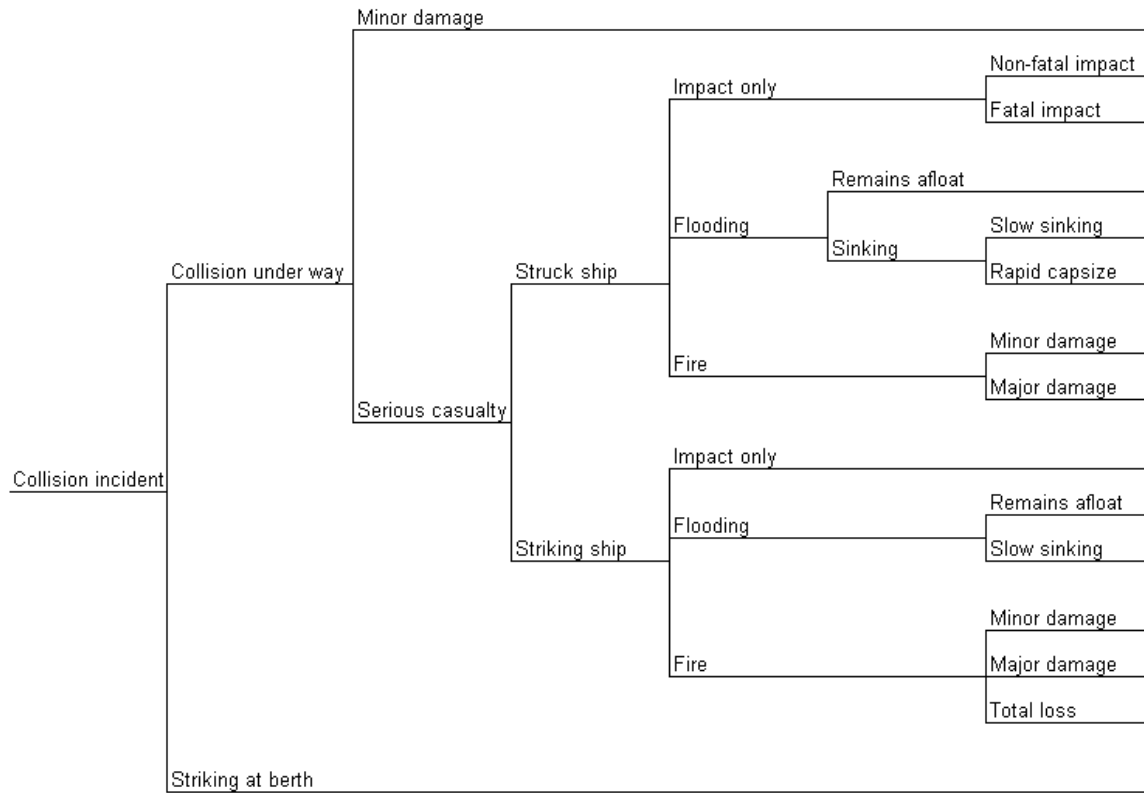 Minor damage
Non-fatal impact
Impact only
Fatal impact
Remains afloat
Flooding
Slow sinking
Sinking
Collision under way
Struck ship
Rapid capsize
Minor damage
Fire
Major damage
Serious casualty
Impact only
Collision incident
Remains afloat
Flooding
Striking ship
Slow sinking
Minor damage
Fire
Major damage
Total loss
Striking at berth